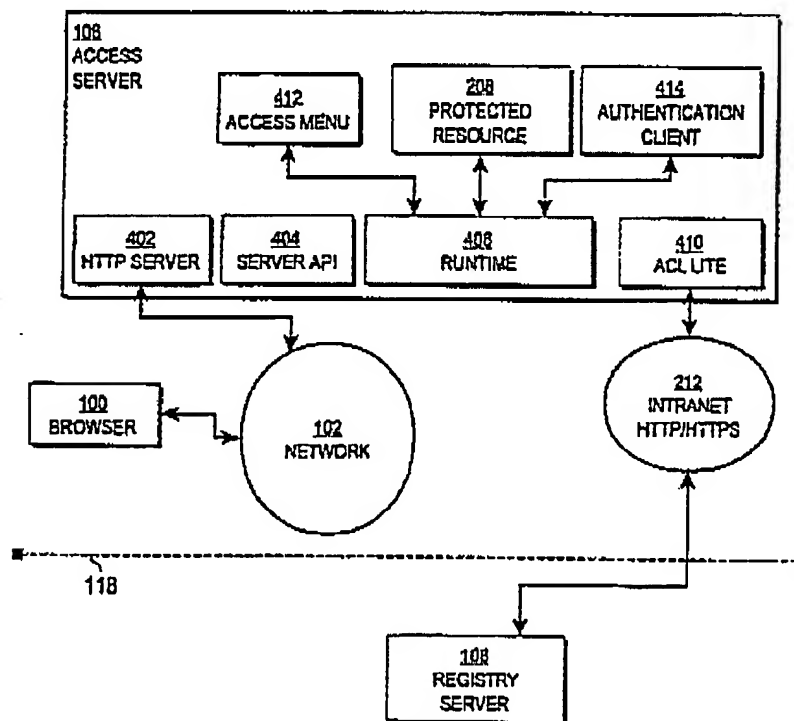 106
ACCESS
SERVER
412
ACCESS MENU
208
PROTECTED
RESOURCE
414
AUTHENTICATION
CLIENT
402
HTTP SERVER
404
SERVER API
406
RUNTIME
410
ACL LITE
100
BROWSER
102
NETWORK
212
INTRANET
HTTP/HTTPS
118
108
REGISTRY
SERVER